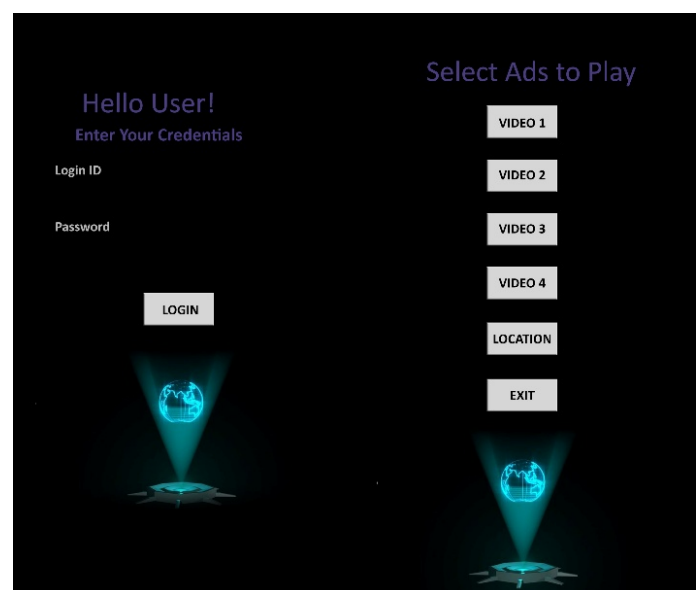 Hello User!
Enter Your Credentials
Login ID
Password
LOGIN
Select Ads to Play
VIDEO 1
VIDEO 2
VIDEO 3
VIDEO 4
LOCATION
EXIT